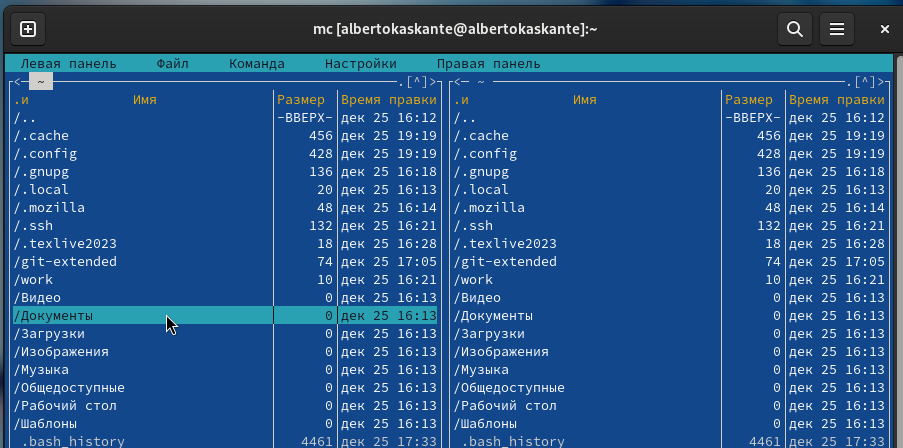 mc [albertokaskante@albertokaskante]:~
Левая панель Файл Команда Настройки Правая панель
<─ ~ ─.[^]> <─ ~ ─.[^]>
.и Имя Размер Время правки .и Имя Размер Время правки
/.. -ВВЕРХ- дек 25 16:12 /.. -ВВЕРХ- дек 25 16:12
/.cache 456 дек 25 19:19 /.cache 456 дек 25 19:19
/.config 428 дек 25 19:19 /.config 428 дек 25 19:19
/.gnupg 136 дек 25 16:18 /.gnupg 136 дек 25 16:18
/.local 20 дек 25 16:13 /.local 20 дек 25 16:13
/.mozilla 48 дек 25 16:14 /.mozilla 48 дек 25 16:14
/.ssh 132 дек 25 16:21 /.ssh 132 дек 25 16:21
/.texlive2023 18 дек 25 16:28 /.texlive2023 18 дек 25 16:28
/git-extended 74 дек 25 17:05 /git-extended 74 дек 25 17:05
/work 10 дек 25 16:21 /work 10 дек 25 16:21
/Видео 0 дек 25 16:13 /Видео 0 дек 25 16:13
/Документы 0 дек 25 16:13 /Документы 0 дек 25 16:13
/Загрузки 0 дек 25 16:13 /Загрузки 0 дек 25 16:13
/Изображения 0 дек 25 16:13 /Изображения 0 дек 25 16:13
/Музыка 0 дек 25 16:13 /Музыка 0 дек 25 16:13
/Общедоступные 0 дек 25 16:13 /Общедоступные 0 дек 25 16:13
/Рабочий стол 0 дек 25 16:13 /Рабочий стол 0 дек 25 16:13
/Шаблоны 0 дек 25 16:13 /Шаблоны 0 дек 25 16:13
.bash_history 4461 дек 25 17:33 .bash_history 4461 дек 25 17:33